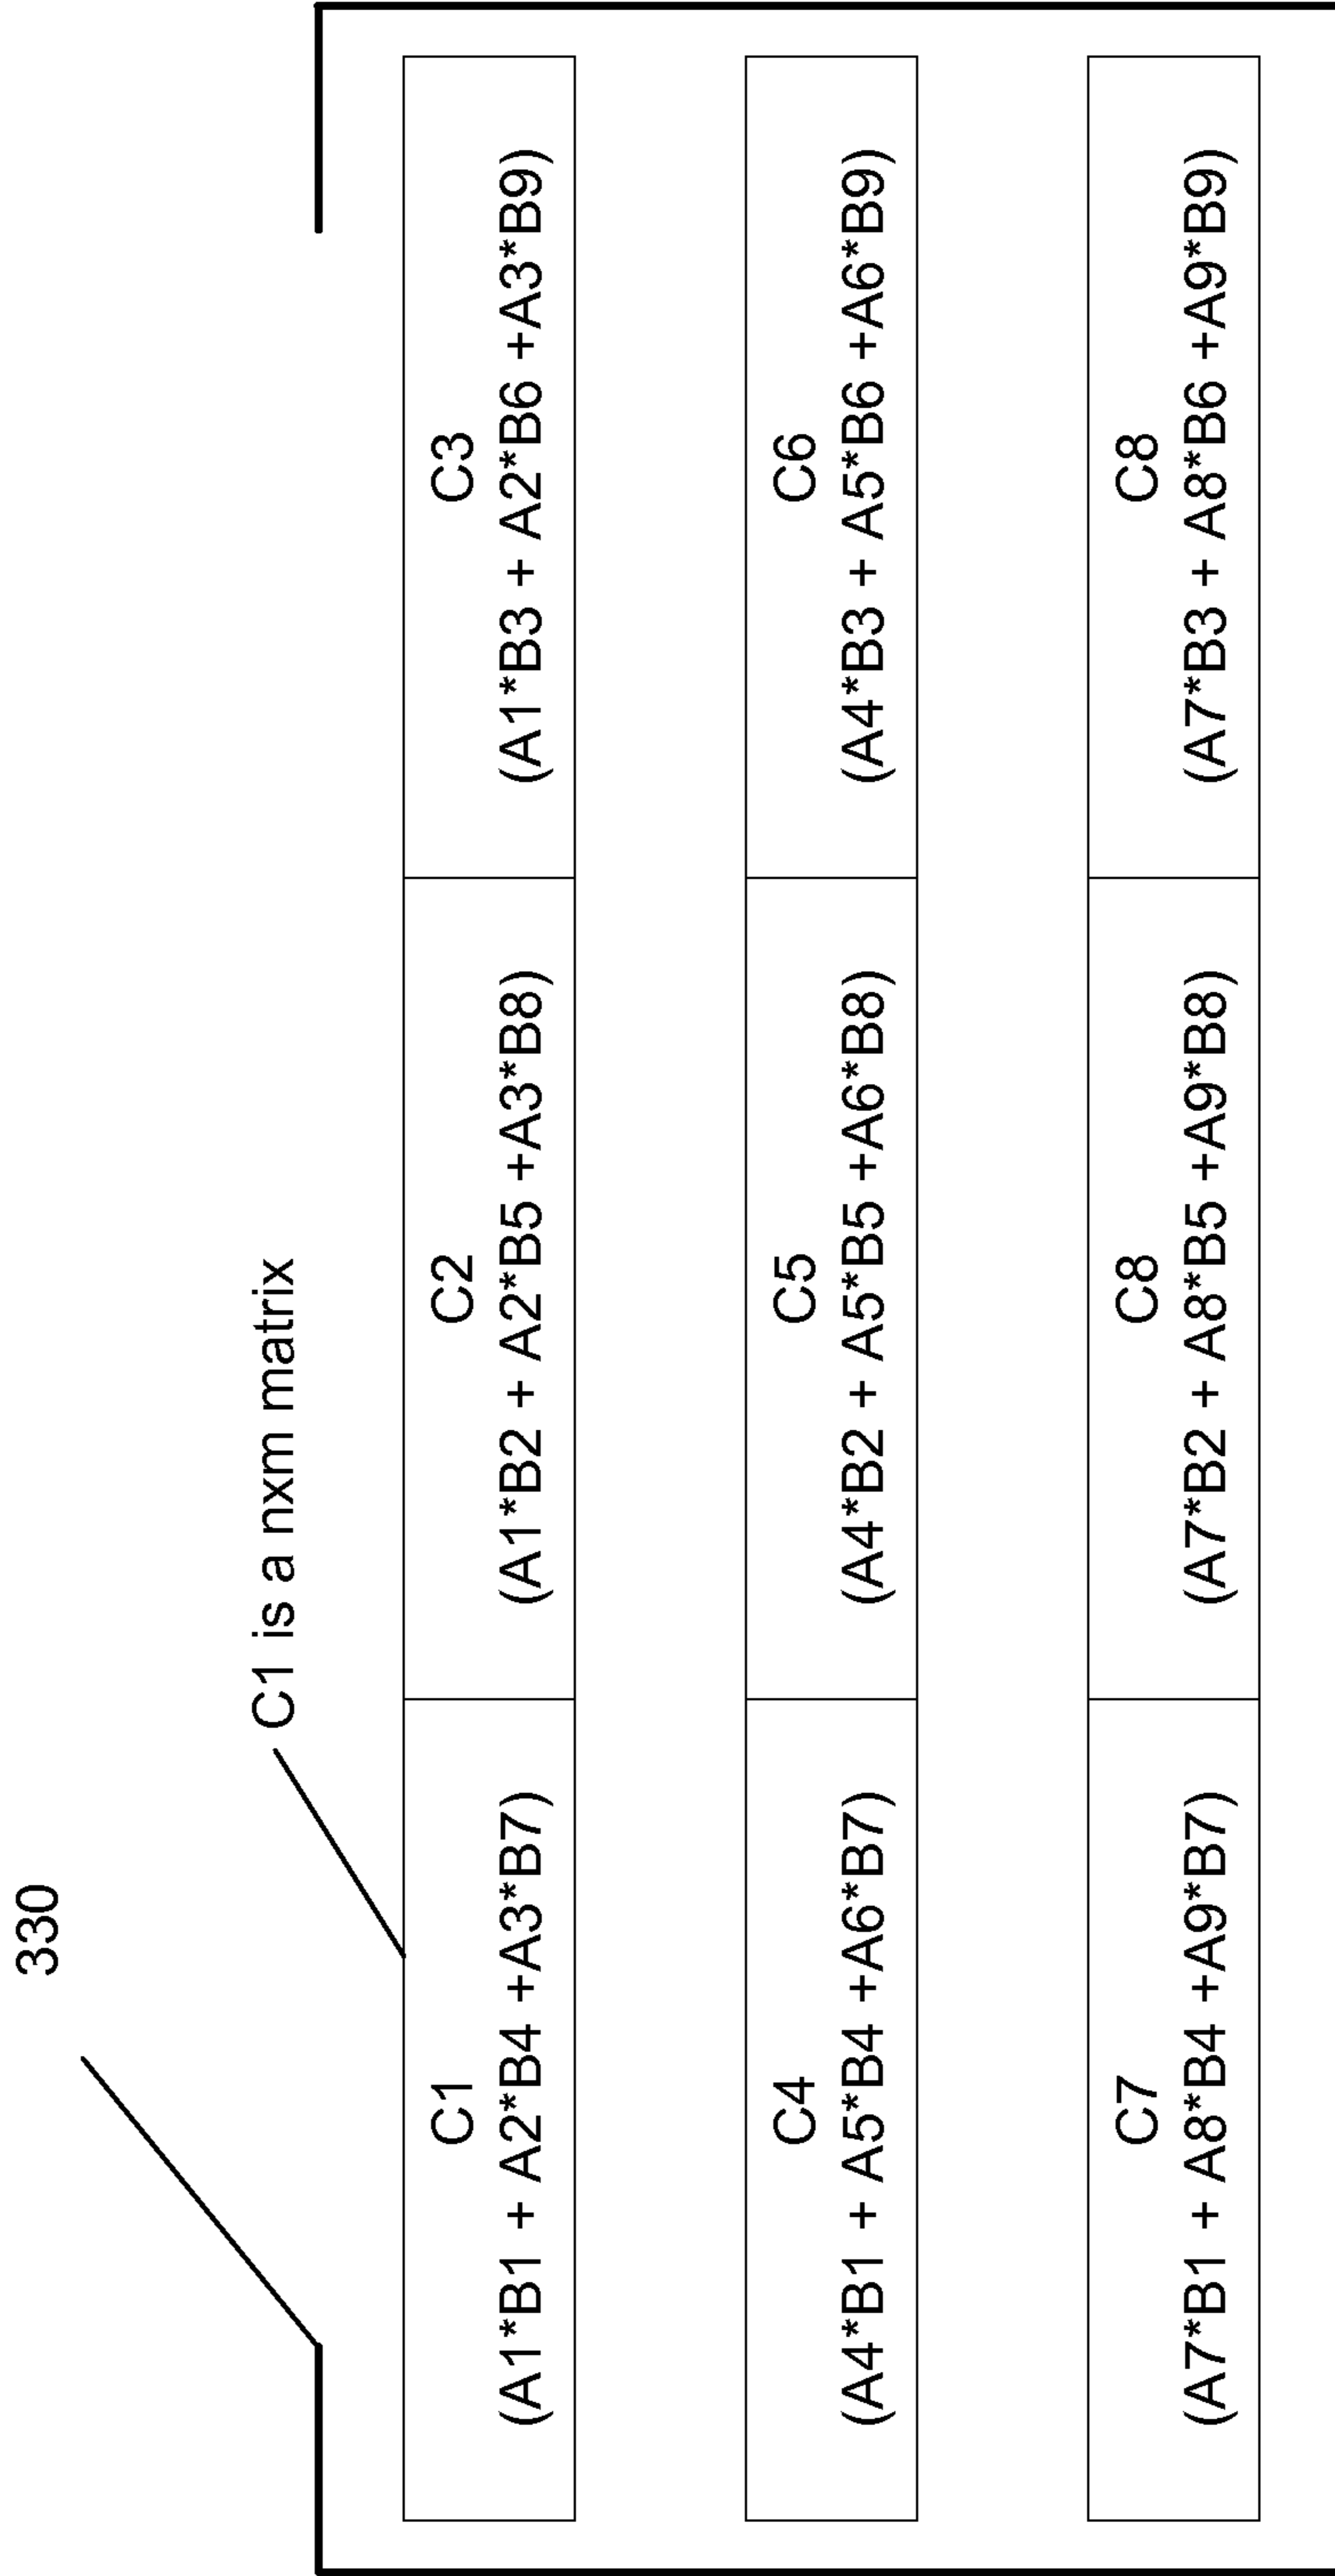 330
C1 is a nxm matrix
C1
(A1*B1 + A2*B4 +A3*B7)
C2
(A1*B2 + A2*B5 +A3*B8)
C3
(A1*B3 + A2*B6 +A3*B9)
C4
(A4*B1 + A5*B4 +A6*B7)
C5
(A4*B2 + A5*B5 +A6*B8)
C6
(A4*B3 + A5*B6 +A6*B9)
C7
(A7*B1 + A8*B4 +A9*B7)
C8
(A7*B2 + A8*B5 +A9*B8)
C8
(A7*B3 + A8*B6 +A9*B9)